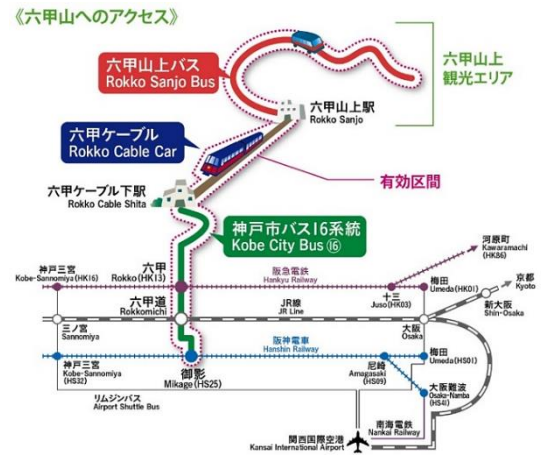 《六甲山へのアクセス》
六甲山上バス
Rokko Sanjo Bus
六甲山上
観光エリア
六甲山上駅
Rokko Sanjo
六甲ケーブル
Rokko Cable Car
有効区間
六甲ケーブル下駅
Rokko Cable Shita
神戸市バス16系統
Kobe City Bus ⑯
河原町
Kawaramachi
(HK86)
神戸三宮
Kobe-Sannomiya (HK16)
六甲
Rokko (HK13)
阪急電鉄
Hankyu Railway
十三
Juso (HK03)
梅田
Umeda (HK01)
京都
Kyoto
新大阪
Shin-Osaka
六甲道
Rokkomichi
JR線
JR Line
三ノ宮
Sannomiya
大阪
Osaka
阪神電車
Hanshin Railway
梅田
Umeda (HS01)
神戸三宮
Kobe-Sannomiya
(HS32)
御影
Mikage (HS25)
尼崎
Amagasaki
(HS09)
大阪難波
Osaka-Namba
(HS41)
リムジンバス
Airport Shuttle Bus
南海電鉄
Nankai Railway
関西国際空港
Kansai International Airport